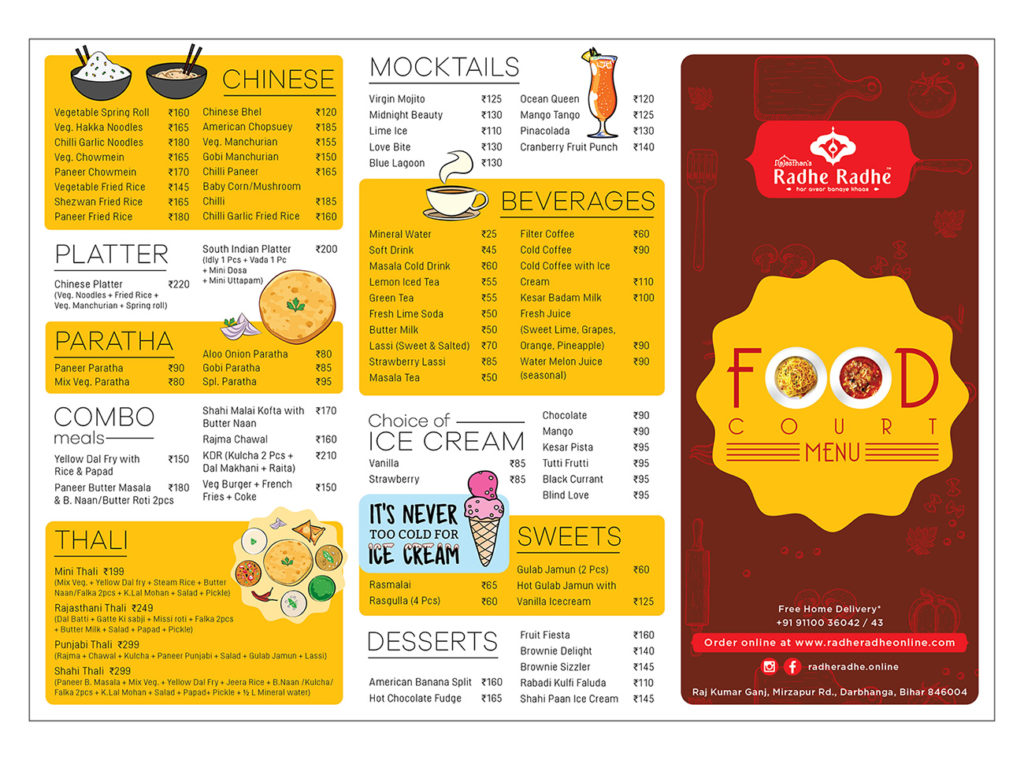 CHINESE
Vegetable Spring Roll ₹160
Veg. Hakka Noodles ₹165
Chilli Garlic Noodles ₹180
Veg. Chowmein ₹165
Paneer Chowmein ₹170
Vegetable Fried Rice ₹145
Shezwan Fried Rice ₹165
Paneer Fried Rice ₹180
Chinese Bhel ₹120
American Chopsuey ₹185
Veg. Manchurian ₹155
Gobi Manchurian ₹150
Chilli Paneer ₹165
Baby Corn/Mushroom
Chilli ₹185
Chilli Garlic Fried Rice ₹160
PLATTER
Chinese Platter ₹220
(Veg. Noodles + Fried Rice +
Veg. Manchurian + Spring roll)
South Indian Platter ₹200
(Idly 1 Pcs + Vada 1 Pc
+ Mini Dosa
+ Mini Uttapam)
PARATHA
Paneer Paratha ₹90
Mix Veg. Paratha ₹80
Aloo Onion Paratha ₹80
Gobi Paratha ₹85
Spl. Paratha ₹95
COMBO
meals
Yellow Dal Fry with ₹150
Rice & Papad
Paneer Butter Masala ₹180
& B. Naan/Butter Roti 2pcs
Shahi Malai Kofta with ₹170
Butter Naan
Rajma Chawal ₹160
KDR (Kulcha 2 Pcs + ₹210
Dal Makhani + Raita)
Veg Burger + French ₹150
Fries + Coke
THALI
Mini Thali ₹199
(Mix Veg. + Yellow Dal fry + Steam Rice + Butter
Naan/Falka 2pcs + K.Lal Mohan + Salad + Pickle)
Rajasthani Thali ₹249
(Dal Batti + Gatte Ki sabji + Missi roti + Falka 2pcs
+ Butter Milk + Salad + Papad + Pickle)
Punjabi Thali ₹299
(Rajma + Chawal + Kulcha + Paneer Punjabi + Salad + Gulab Jamun + Lassi)
Shahi Thali ₹299
(Paneer B. Masala + Mix Veg. + Yellow Dal Fry + Jeera Rice + B.Naan /Kulcha/
Falka 2pcs + K.Lal Mohan + Salad + Papad+ Pickle + ½ L Mineral water)
MOCKTAILS
Virgin Mojito ₹125
Midnight Beauty ₹130
Lime Ice ₹110
Love Bite ₹130
Blue Lagoon ₹130
Ocean Queen ₹120
Mango Tango ₹125
Pinacolada ₹130
Cranberry Fruit Punch ₹140
BEVERAGES
Mineral Water ₹25
Soft Drink ₹45
Masala Cold Drink ₹60
Lemon Iced Tea ₹55
Green Tea ₹55
Fresh Lime Soda ₹50
Butter Milk ₹50
Lassi (Sweet & Salted) ₹70
Strawberry Lassi ₹85
Masala Tea ₹50
Filter Coffee ₹60
Cold Coffee ₹90
Cold Coffee with Ice
Cream ₹110
Kesar Badam Milk ₹100
Fresh Juice
(Sweet Lime, Grapes,
Orange, Pineapple) ₹90
Water Melon Juice ₹90
(seasonal)
Choice of
ICE CREAM
Vanilla ₹85
Strawberry ₹85
Chocolate ₹90
Mango ₹90
Kesar Pista ₹95
Tutti Frutti ₹95
Black Currant ₹95
Blind Love ₹95
IT'S NEVER
TOO COLD FOR
ICE CREAM
SWEETS
Rasmalai ₹65
Rasgulla (4 Pcs) ₹60
Gulab Jamun (2 Pcs) ₹60
Hot Gulab Jamun with
Vanilla Icecream ₹125
DESSERTS
American Banana Split ₹160
Hot Chocolate Fudge ₹165
Fruit Fiesta ₹160
Brownie Delight ₹140
Brownie Sizzler ₹145
Rabadi Kulfi Faluda ₹110
Shahi Paan Ice Cream ₹145
Rajasthan's
Radhe Radhe™
har avsar banaye khaas
FOOD
COURT
MENU
Free Home Delivery*
+91 91100 36042 / 43
Order online at www.radheradheonline.com
radheradhe.online
Raj Kumar Ganj, Mirzapur Rd., Darbhanga, Bihar 846004